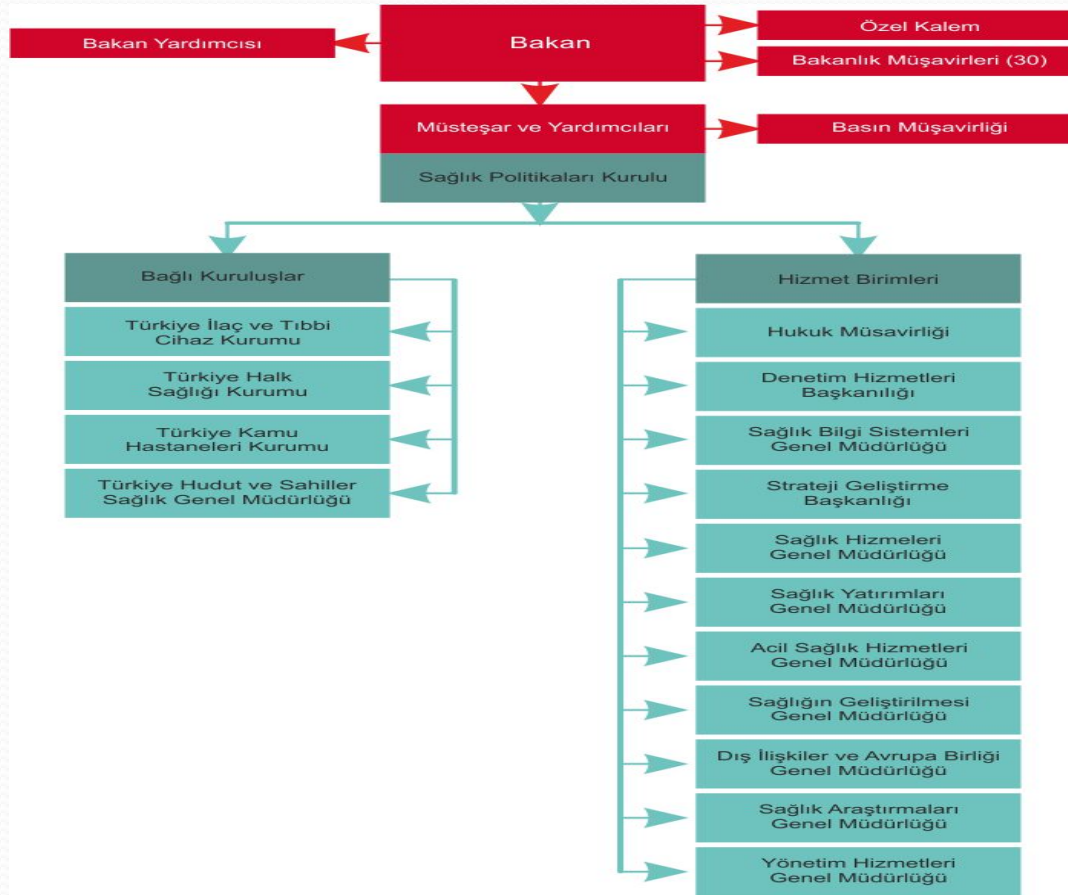 Bakan Yardımcısı
Bakan
Özel Kalem
Bakanlık Müşavirleri (30)
Müsteşar ve Yardımcıları
Basın Müşavirliği
Sağlık Politikaları Kurulu
Bağlı Kuruluşlar
Türkiye İlaç ve Tıbbi
Cihaz Kurumu
Türkiye Halk
Sağlığı Kurumu
Türkiye Kamu
Hastaneleri Kurumu
Türkiye Hudut ve Sahiller
Sağlık Genel Müdürlüğü
Hizmet Birimleri
Hukuk Müsavirliği
Denetim Hizmetleri
Başkanılığı
Sağlık Bilgi Sistemleri
Genel Müdürlüğü
Strateji Geliştirme
Başkanlığı
Sağlık Hizmeleri
Genel Müdürlüğü
Sağlık Yatırımları
Genel Müdürlüğü
Acil Sağlık Hizmetleri
Genel Müdürlüğü
Sağlığın Geliştirilmesi
Genel Müdürlüğü
Dış İlişkiler ve Avrupa Birliği
Genel Müdürlüğü
Sağlık Araştırmaları
Genel Müdürlüğü
Yönetim Hizmetleri
Genel Müdürlüğü